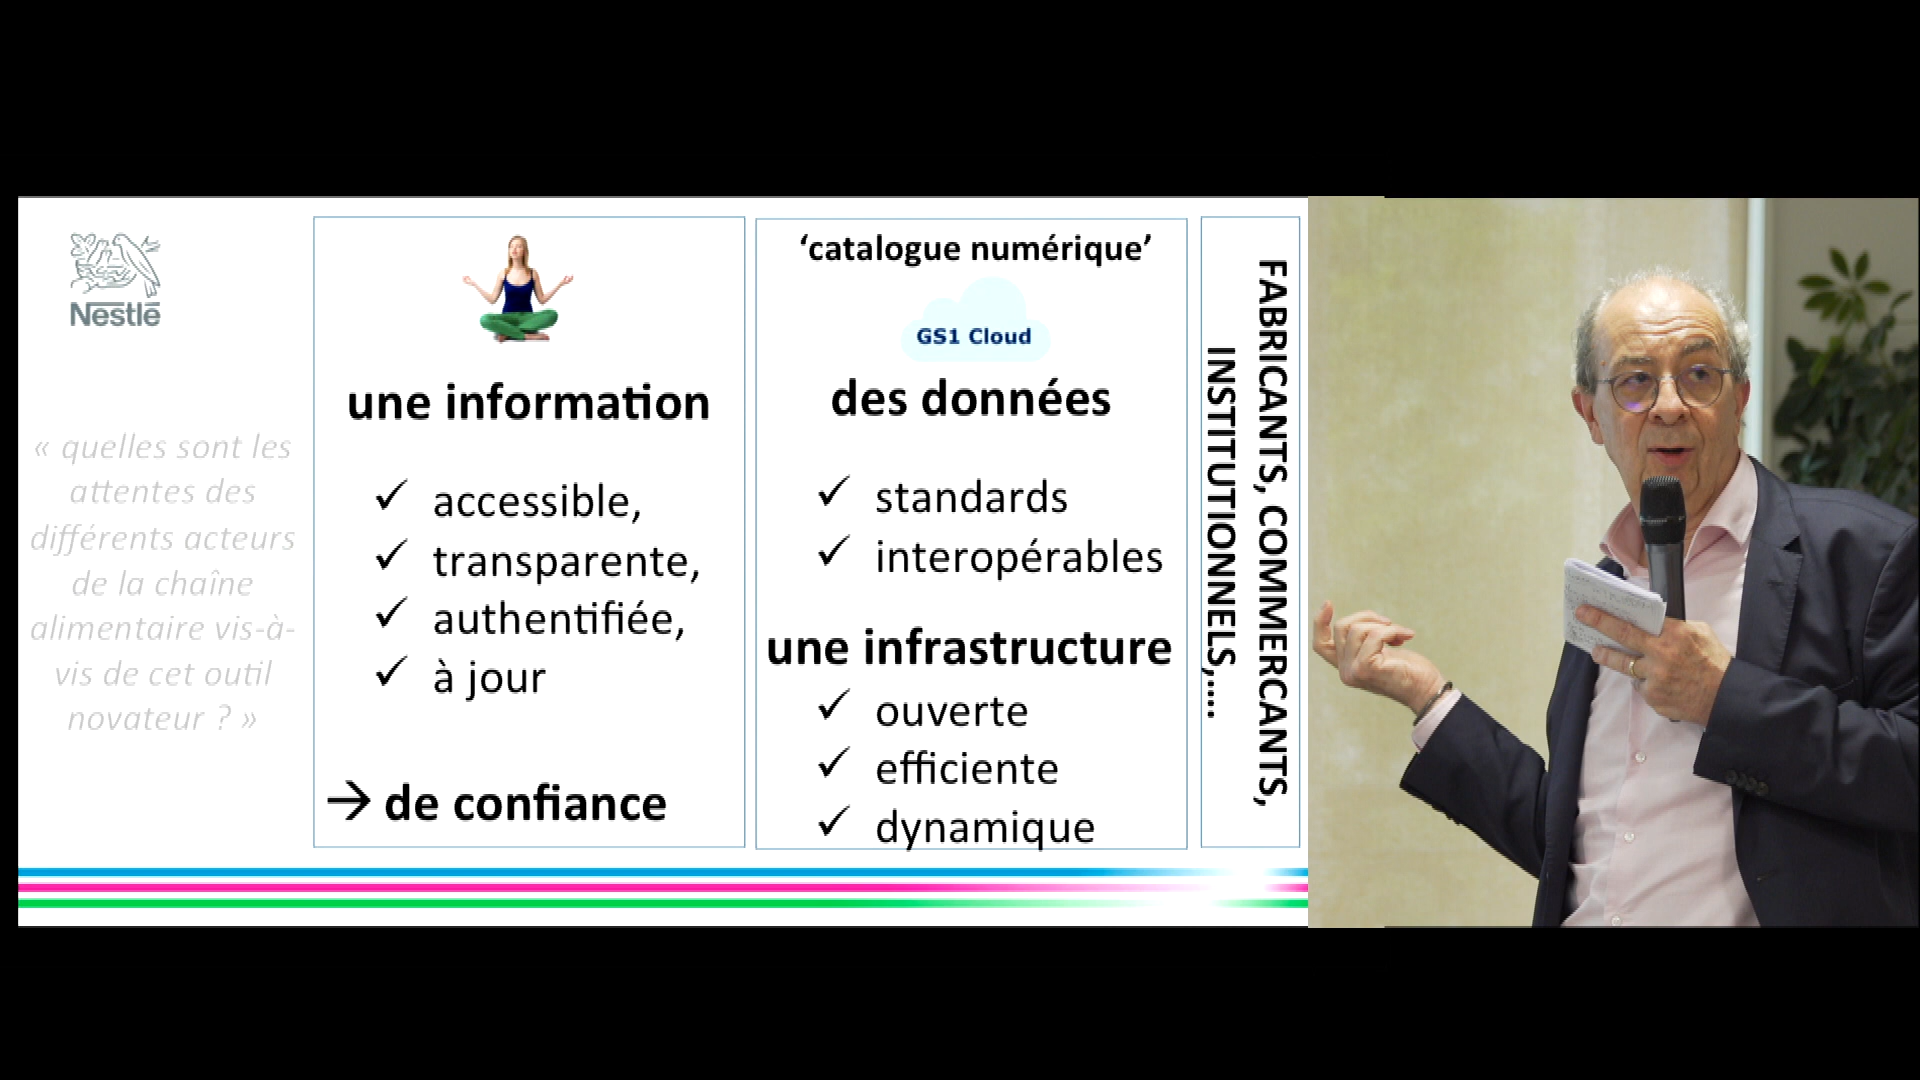 Nestlé
« quelles sont les
attentes des
différents acteurs
de la chaîne
alimentaire vis-à-
vis de cet outil
novateur ? »
une information
✓ accessible,
✓ transparente,
✓ authentifiée,
✓ à jour
→ de confiance
‘catalogue numérique’
GS1 Cloud
des données
✓ standards
✓ interopérables
une infrastructure
✓ ouverte
✓ efficiente
✓ dynamique
FABRICANTS, COMMERCANTS,
INSTITUTIONNELS,....